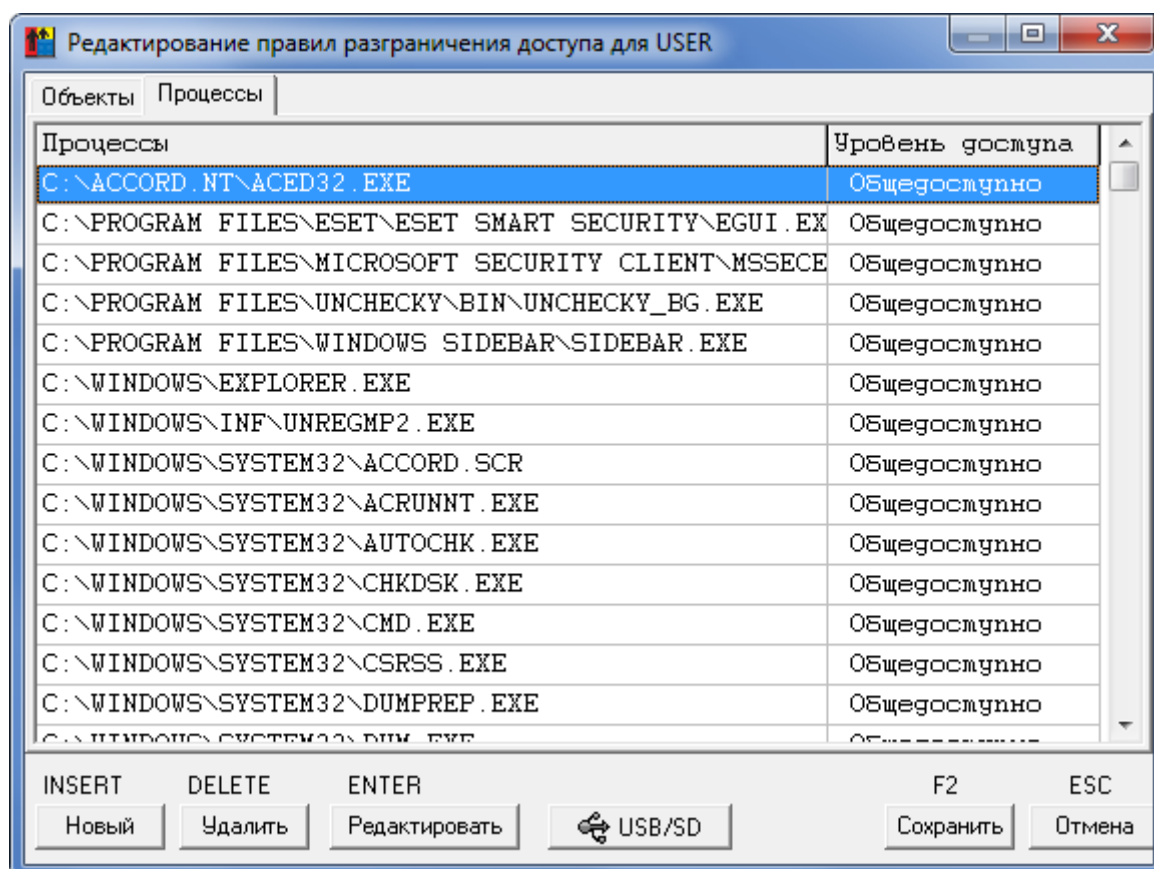 Редактирование правил разграничения доступа для USER
Объекты Процессы
Процессы Уровень доступа
C:\ACCORD.NT\ACED32.EXE Общедоступно
C:\PROGRAM FILES\ESET\ESET SMART SECURITY\EGUI.EX Общедоступно
C:\PROGRAM FILES\MICROSOFT SECURITY CLIENT\MSSECE Общедоступно
C:\PROGRAM FILES\UNCHECKY\BIN\UNCHECKY_BG.EXE Общедоступно
C:\PROGRAM FILES\WINDOWS SIDEBAR\SIDEBAR.EXE Общедоступно
C:\WINDOWS\EXPLORER.EXE Общедоступно
C:\WINDOWS\INF\UNREGMP2.EXE Общедоступно
C:\WINDOWS\SYSTEM32\ACCORD.SCR Общедоступно
C:\WINDOWS\SYSTEM32\ACRUNNT.EXE Общедоступно
C:\WINDOWS\SYSTEM32\AUTOCHK.EXE Общедоступно
C:\WINDOWS\SYSTEM32\CHKDSK.EXE Общедоступно
C:\WINDOWS\SYSTEM32\CMD.EXE Общедоступно
C:\WINDOWS\SYSTEM32\CSRSS.EXE Общедоступно
C:\WINDOWS\SYSTEM32\DUMPREP.EXE Общедоступно
INSERT DELETE ENTER F2 ESC
Новый Удалить Редактировать USB/SD Сохранить Отмена